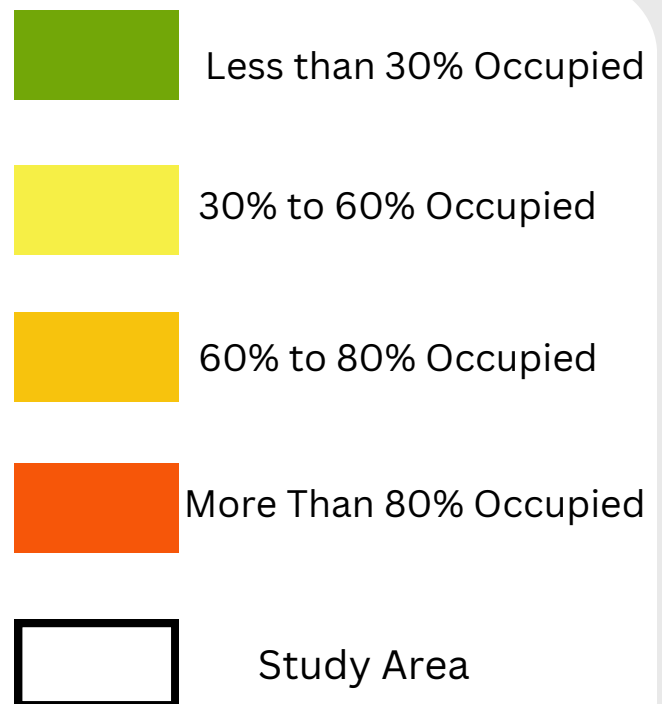 Less than 30% Occupied
30% to 60% Occupied
60% to 80% Occupied
More Than 80% Occupied
Study Area